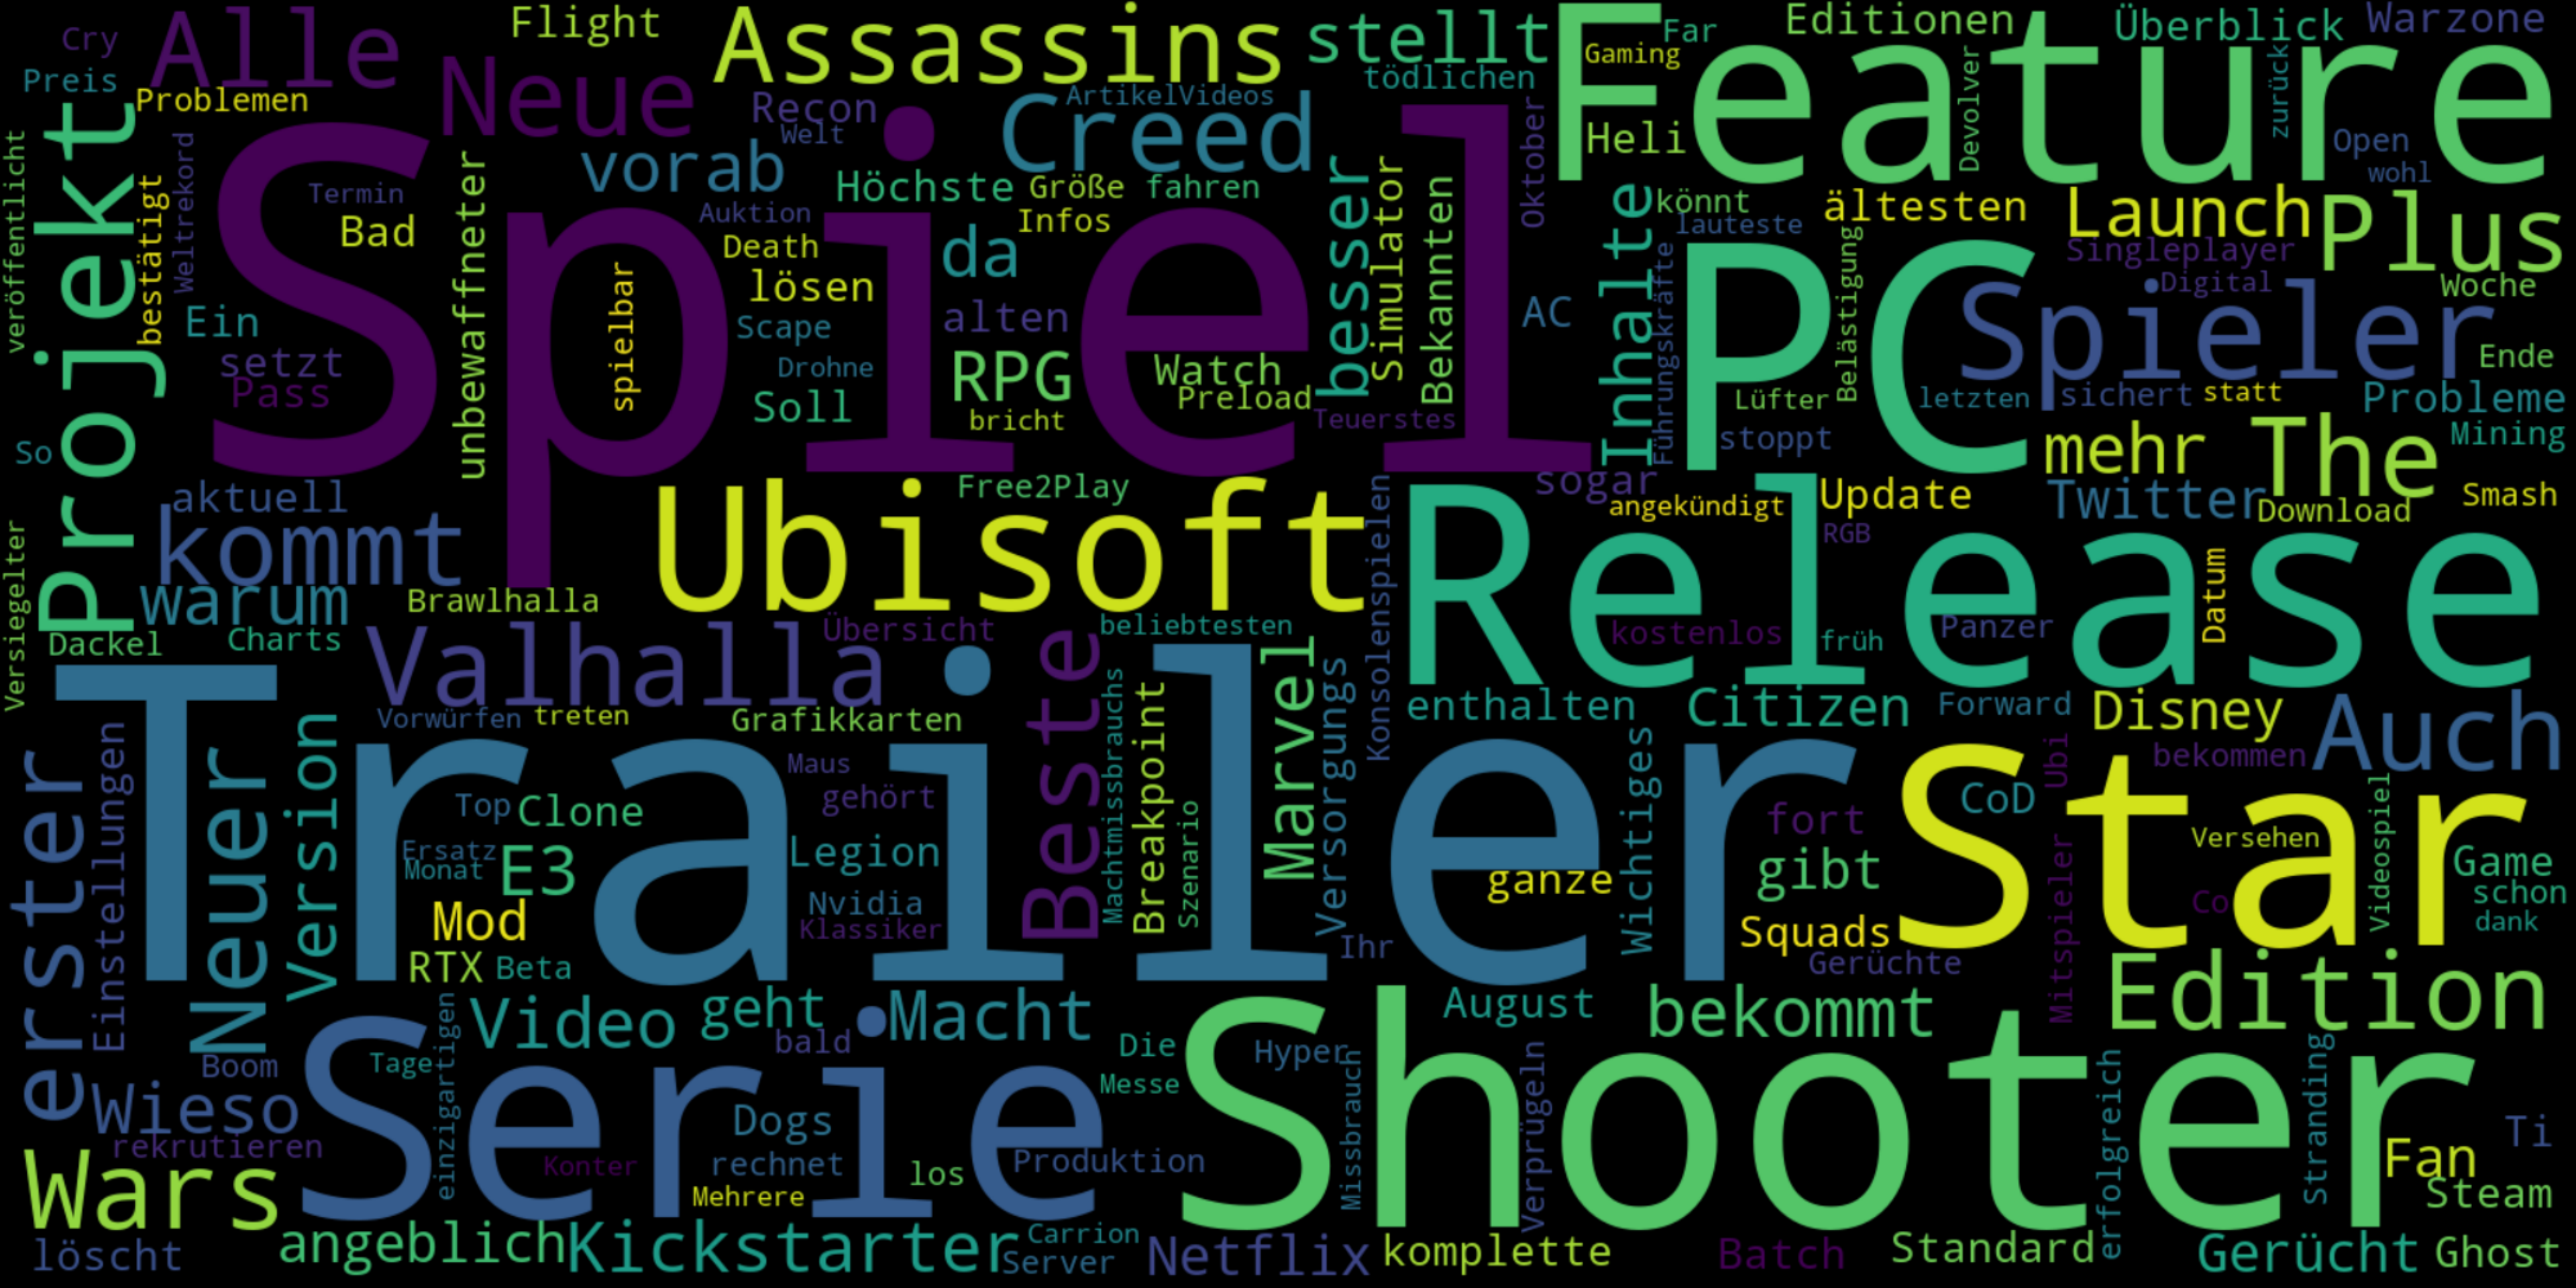 Cry
Alle
Flight
Assassins
stellt
Far
Gaming
Feature
Editionen
Überblick
Warzone
Preis
Problemen
Neue
Recon
ArtikelVideos
Welt
tödlichen
Creed
Heli
Devolver
zurück
Open
wohl
Projekt
veröffentlicht
bestätigt
Weltrekord
Termin
Bad
unbewaffneter
Spiel
vorab
Höchste
Größe
fahren
Auktion
Infos
Death
lösen
da
spielbar
Scape
alten
Drohne
Soll
RPG
bricht
Watch
Preload
Teuerstes
besser
Simulator
Bekannten
Oktober
AC
Inhalte
könnt
lauteste
Führungskräfte
Belästigung
ältesten
Launch
Plus
Singleplayer
Digital
Woche
PC
Spieler
Ende
Lüfter
letzten
sichert
statt
Probleme
stoppt
mehr
The
Mining
Ein
setzt
Pass
So
aktuell
kommt
warum
Ubisoft
Free2Play
sogar
angekündigt
Update
RGB
Twitter
Download
Smash
Release
Datum
Konsolenspielen
Versiegelter
Dackel
Charts
Brawlhalla
Valhalla
Übersicht
beliebtesten
kostenlos
früh
Panzer
Trailer
Vorwürfen
treten
Grafikkarten
Beste
Machtmissbrauchs
Breakpoint
Szenario
Marvel
Versorgungs
enthalten
Citizen
Forward
Disney
Auch
bekommen
Ubi
erster
Einstellungen
Neuer
Version
Maus
gehört
Top
Clone
Ersatz
Monat
E3
Legion
Mod
Nvidia
Klassiker
RTX
Beta
ganze
Wichtiges
Ihr
fort
gibt
Squads
Gerüchte
Star
CoD
Versehen
Co
Mitspieler
Videospiel
Game
schon
dank
Video
geht
Macht
bald
August
bekommt
Edition
Boom
Tage
einzigartigen
Wieso
rekrutieren
Serie
Konter
Dogs
rechnet
Mehrere
los
Produktion
Die
Messe
Hyper
Missbrauch
Shooter
Verprügeln
erfolgreich
Stranding
Ti
Fan
Steam
Wars
löscht
angeblich
Kickstarter
Carrion
Server
Netflix
komplette
Batch
Standard
Gerücht
Ghost